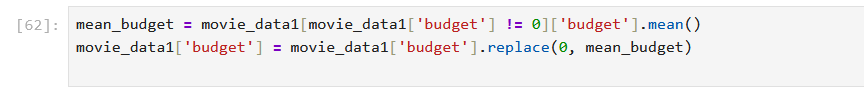 [62]: mean_budget = movie_data1[movie_data1['budget'] != 0]['budget'].mean()
movie_data1['budget'] = movie_data1['budget'].replace(0, mean_budget)